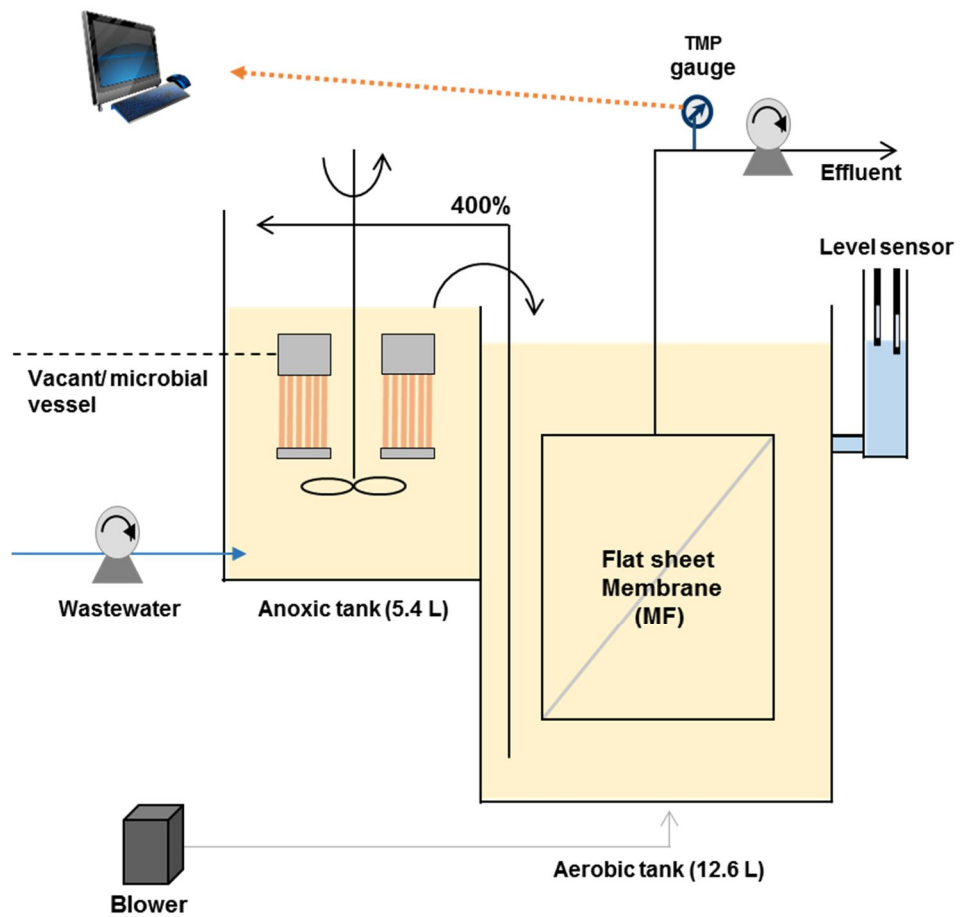 TMP
gauge
Effluent
400%
Level sensor
Vacant/ microbial
vessel
Flat sheet
Membrane
(MF)
Wastewater
Anoxic tank (5.4 L)
Aerobic tank (12.6 L)
Blower